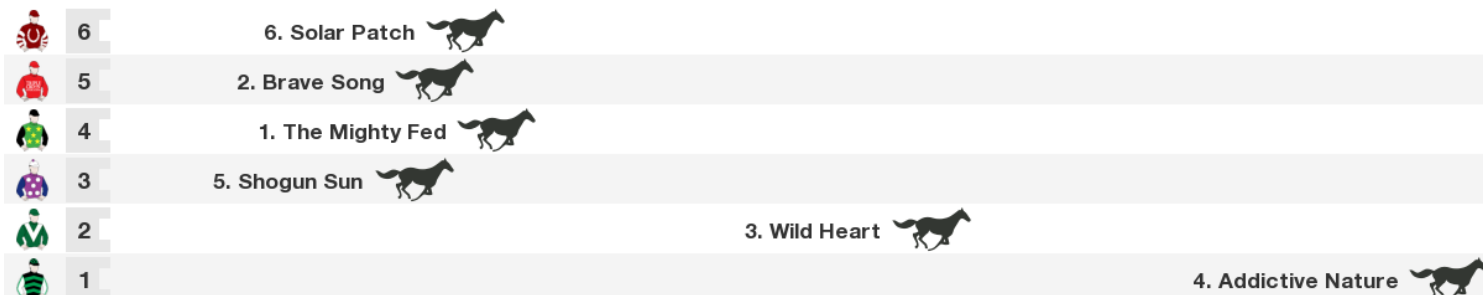 6 6. Solar Patch
5 2. Brave Song
4 1. The Mighty Fed
3 5. Shogun Sun
2 3. Wild Heart
1 4. Addictive Nature